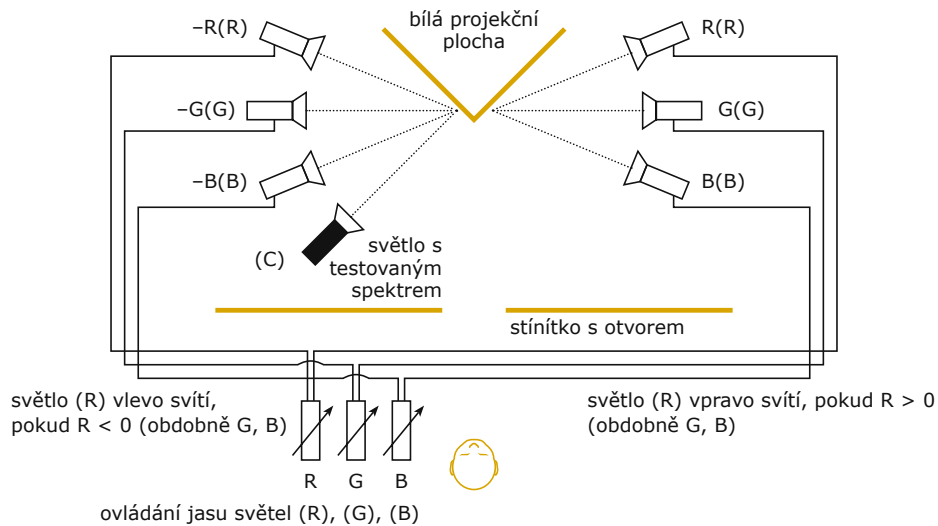 bílá projekční
plocha
–R(R)
R(R)
–G(G)
G(G)
–B(B)
B(B)
(C)
světlo s
testovaným
spektrem
stínítko s otvorem
světlo (R) vlevo svítí,
pokud R < 0 (obdobně G, B)
světlo (R) vpravo svítí, pokud R > 0
(obdobně G, B)
R G B
ovládání jasu světel (R), (G), (B)